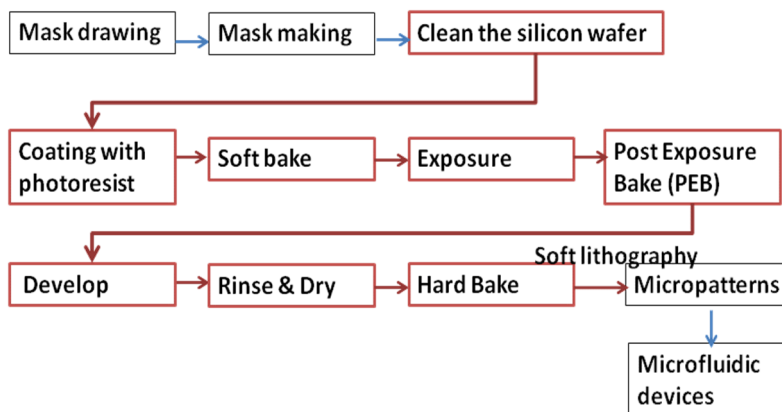 Mask drawing
Mask making
Clean the silicon wafer
Coating with
photoresist
Soft bake
Exposure
Post Exposure
Bake (PEB)
Develop
Rinse & Dry
Hard Bake
Soft lithography
Micropatterns
Microfluidic
devices